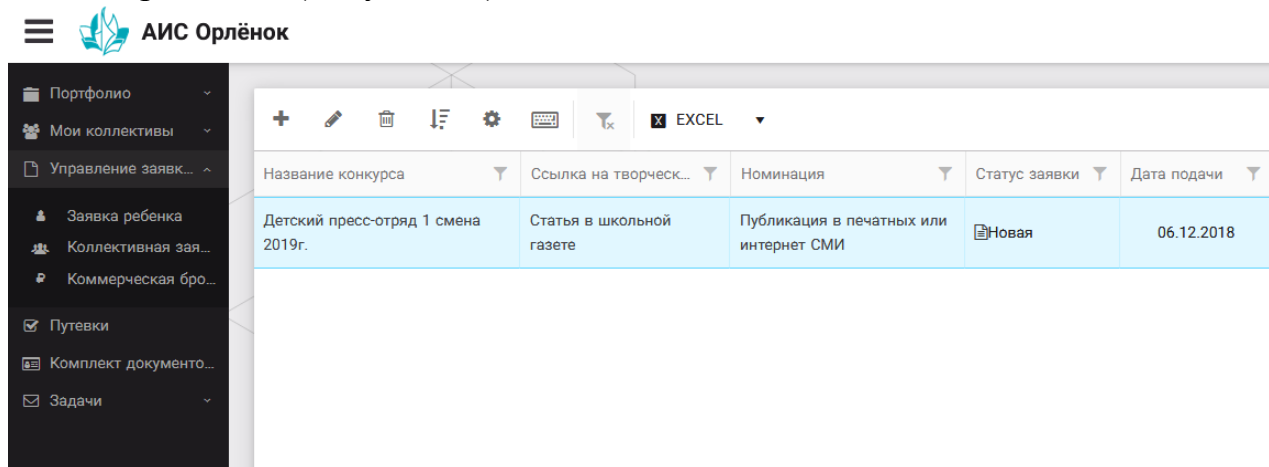 АИС Орлёнок
Портфолио
Мои коллективы
Управление заявк...
Заявка ребенка
Коллективная зая...
Коммерческая бро...
Путевки
Комплект документо...
Задачи
EXCEL
Название конкурса Ссылка на творческ... Номинация Статус заявки Дата подачи
Детский пресс-отряд 1 смена Статья в школьной Публикация в печатных или Новая 06.12.2018
2019г. газете интернет СМИ